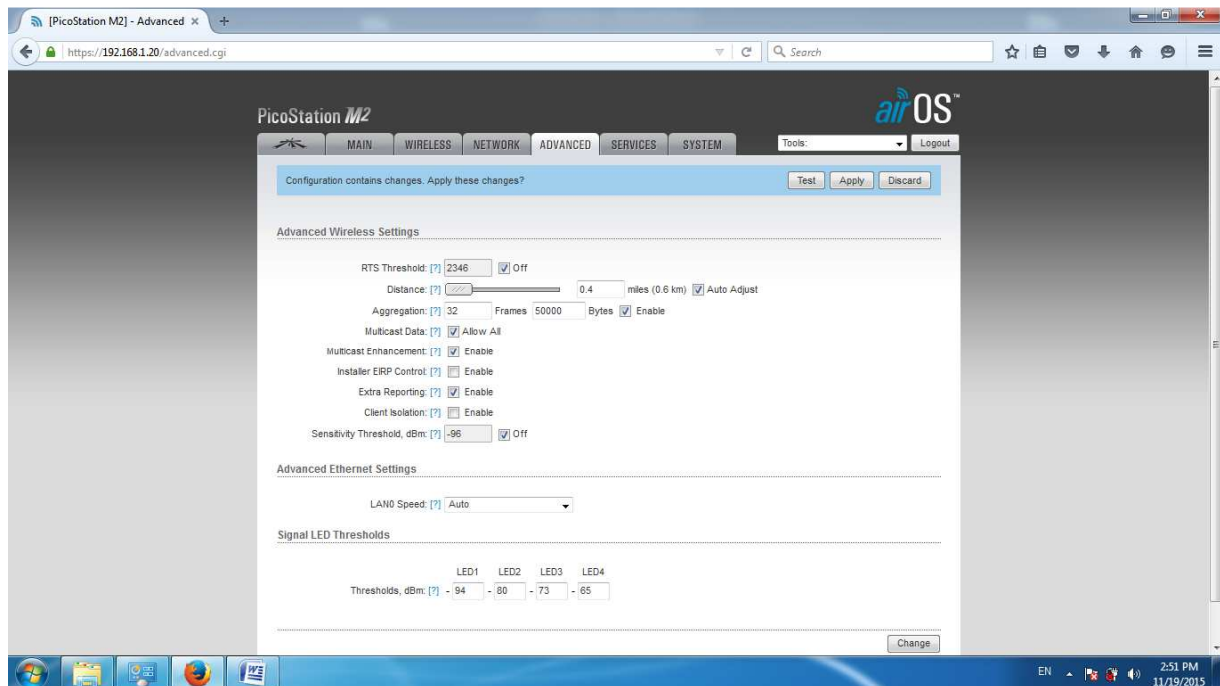 [PicoStation M2] - Advanced × +
https://192.168.1.20/advanced.cgi Search
PicoStation M2 airOS™
MAIN WIRELESS NETWORK ADVANCED SERVICES SYSTEM Tools: Logout
Configuration contains changes. Apply these changes? Test Apply Discard
Advanced Wireless Settings
RTS Threshold: [?] 2346 Off
Distance: [?] 0.4 miles (0.6 km) Auto Adjust
Aggregation: [?] 32 Frames 50000 Bytes Enable
Multicast Data: [?] Allow All
Multicast Enhancement: [?] Enable
Installer EIRP Control: [?] Enable
Extra Reporting: [?] Enable
Client Isolation: [?] Enable
Sensitivity Threshold, dBm: [?] -96 Off
Advanced Ethernet Settings
LAN0 Speed: [?] Auto
Signal LED Thresholds
LED1 LED2 LED3 LED4
Thresholds, dBm: [?] - 94 - 80 - 73 - 65
Change
EN 2:51 PM
11/19/2015